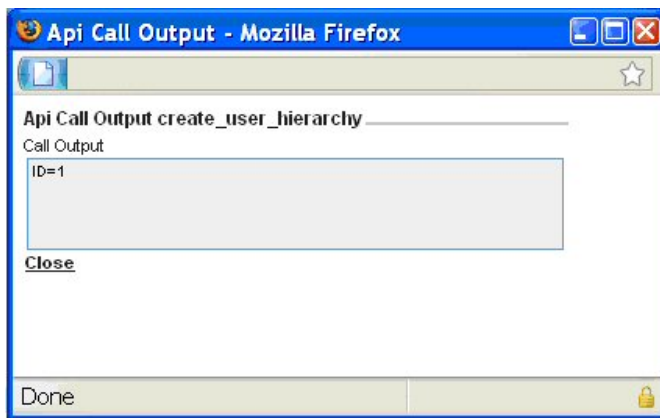 Api Call Output - Mozilla Firefox
Api Call Output create_user_hierarchy
Call Output
ID=1
Close
Done